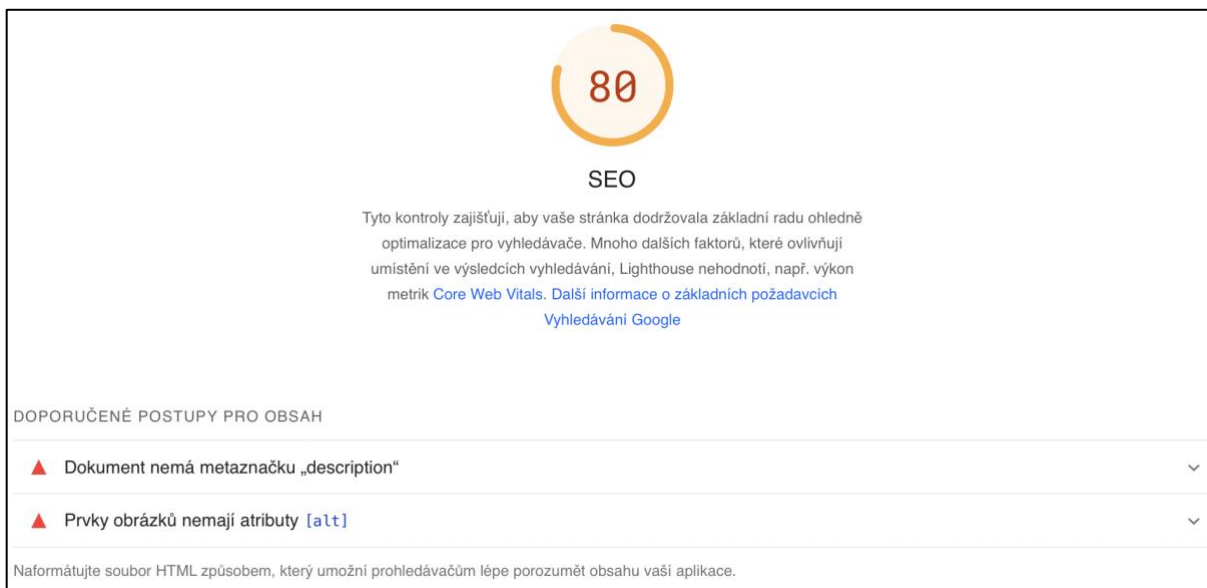 80
SEO
Tyto kontroly zajišťují, aby vaše stránka dodržovala základní radu ohledně
optimalizace pro vyhledávače. Mnoho dalších faktorů, které ovlivňují
umístění ve výsledcích vyhledávání, Lighthouse nehodnotí, např. výkon
metrik Core Web Vitals. Další informace o základních požadavcích
Vyhledávání Google
DOPORUČENÉ POSTUPY PRO OBSAH
Dokument nemá metaznačku „description“
Prvky obrázků nemají atributy [alt]
Naformátujte soubor HTML způsobem, který umožní prohledávačům lépe porozumět obsahu vaší aplikace.